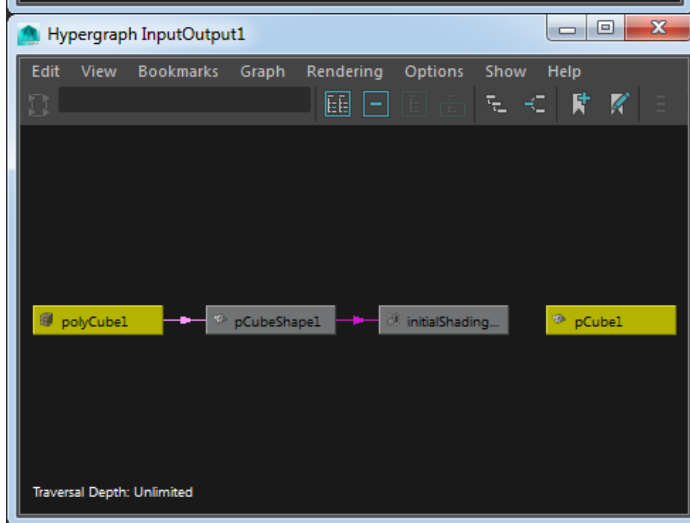 Hypergraph InputOutput1
Edit View Bookmarks Graph Rendering Options Show Help
polyCube1 pCubeShape1 initialShading... pCube1
Traversal Depth: Unlimited